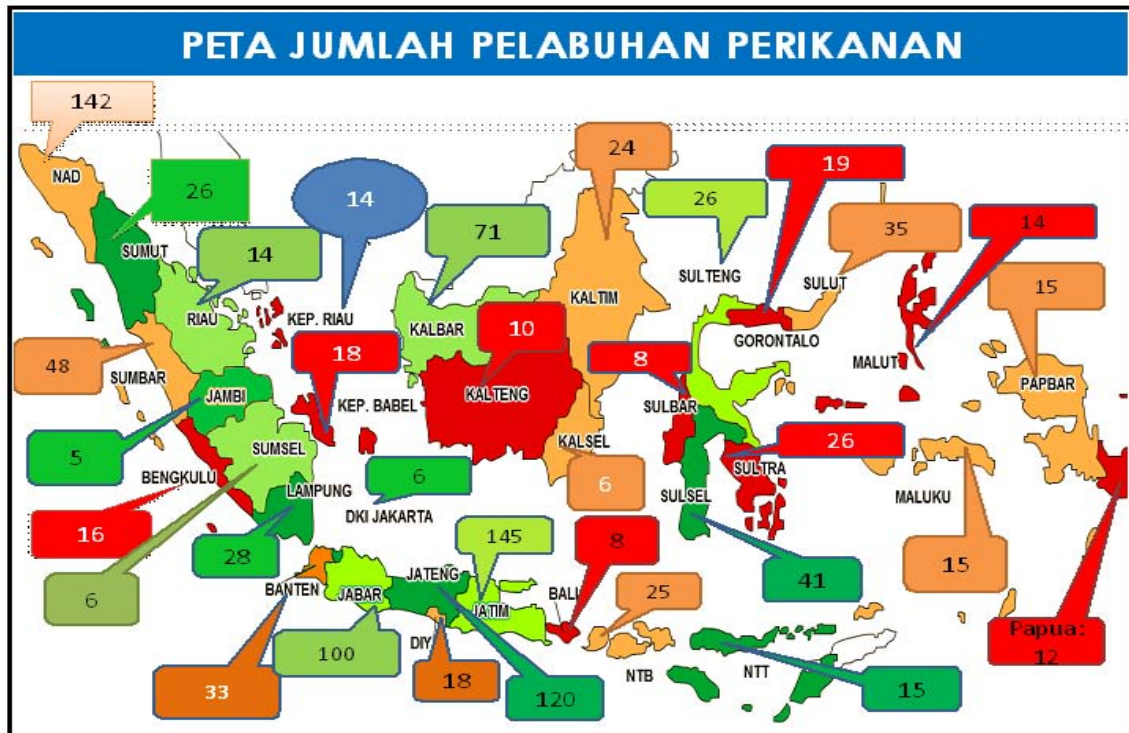 PETA JUMLAH PELABUHAN PERIKANAN
142
24
19
NAD
26
14
71
26
35
14
SUMUT
14
SULTENG
SULUT
15
RIAU
KEP. RIAU
KALBAR
KALTIM
GORONTALO
MALUT
48
SUMBAR
18
10
8
PAPBAR
JAMBI
KEP. BABEL
KALTENG
SULBAR
5
SUMSEL
KALSEL
26
BENGKULU
LAMPUNG
6
6
SULTRA
SULSEL
MALUKU
16
DKI JAKARTA
28
145
8
41
15
6
BANTEN
JABAR
JATENG
JATIM
BALI
25
Papua:
12
100
DIY
NTB
NTT
33
18
120
15